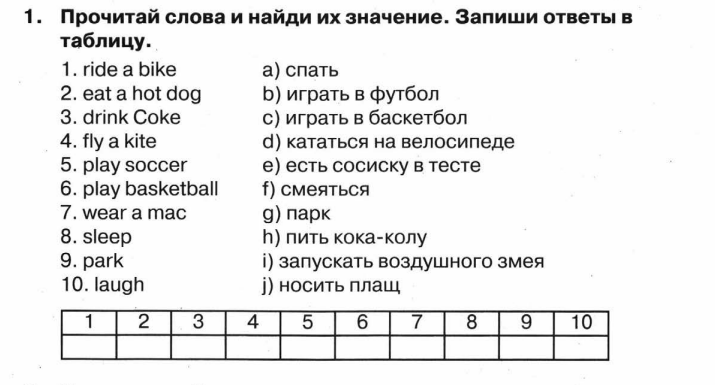 1. Прочитай слова и найди их значение. Запиши ответы в
таблицу.
1. ride a bike a) спать
2. eat a hot dog b) играть в футбол
3. drink Coke c) играть в баскетбол
4. fly a kite d) кататься на велосипеде
5. play soccer e) есть сосиску в тесте
6. play basketball f) смеяться
7. wear a mac g) парк
8. sleep h) пить кока-колу
9. park i) запускать воздушного змея
10. laugh j) носить плащ
1 2 3 4 5 6 7 8 9 10